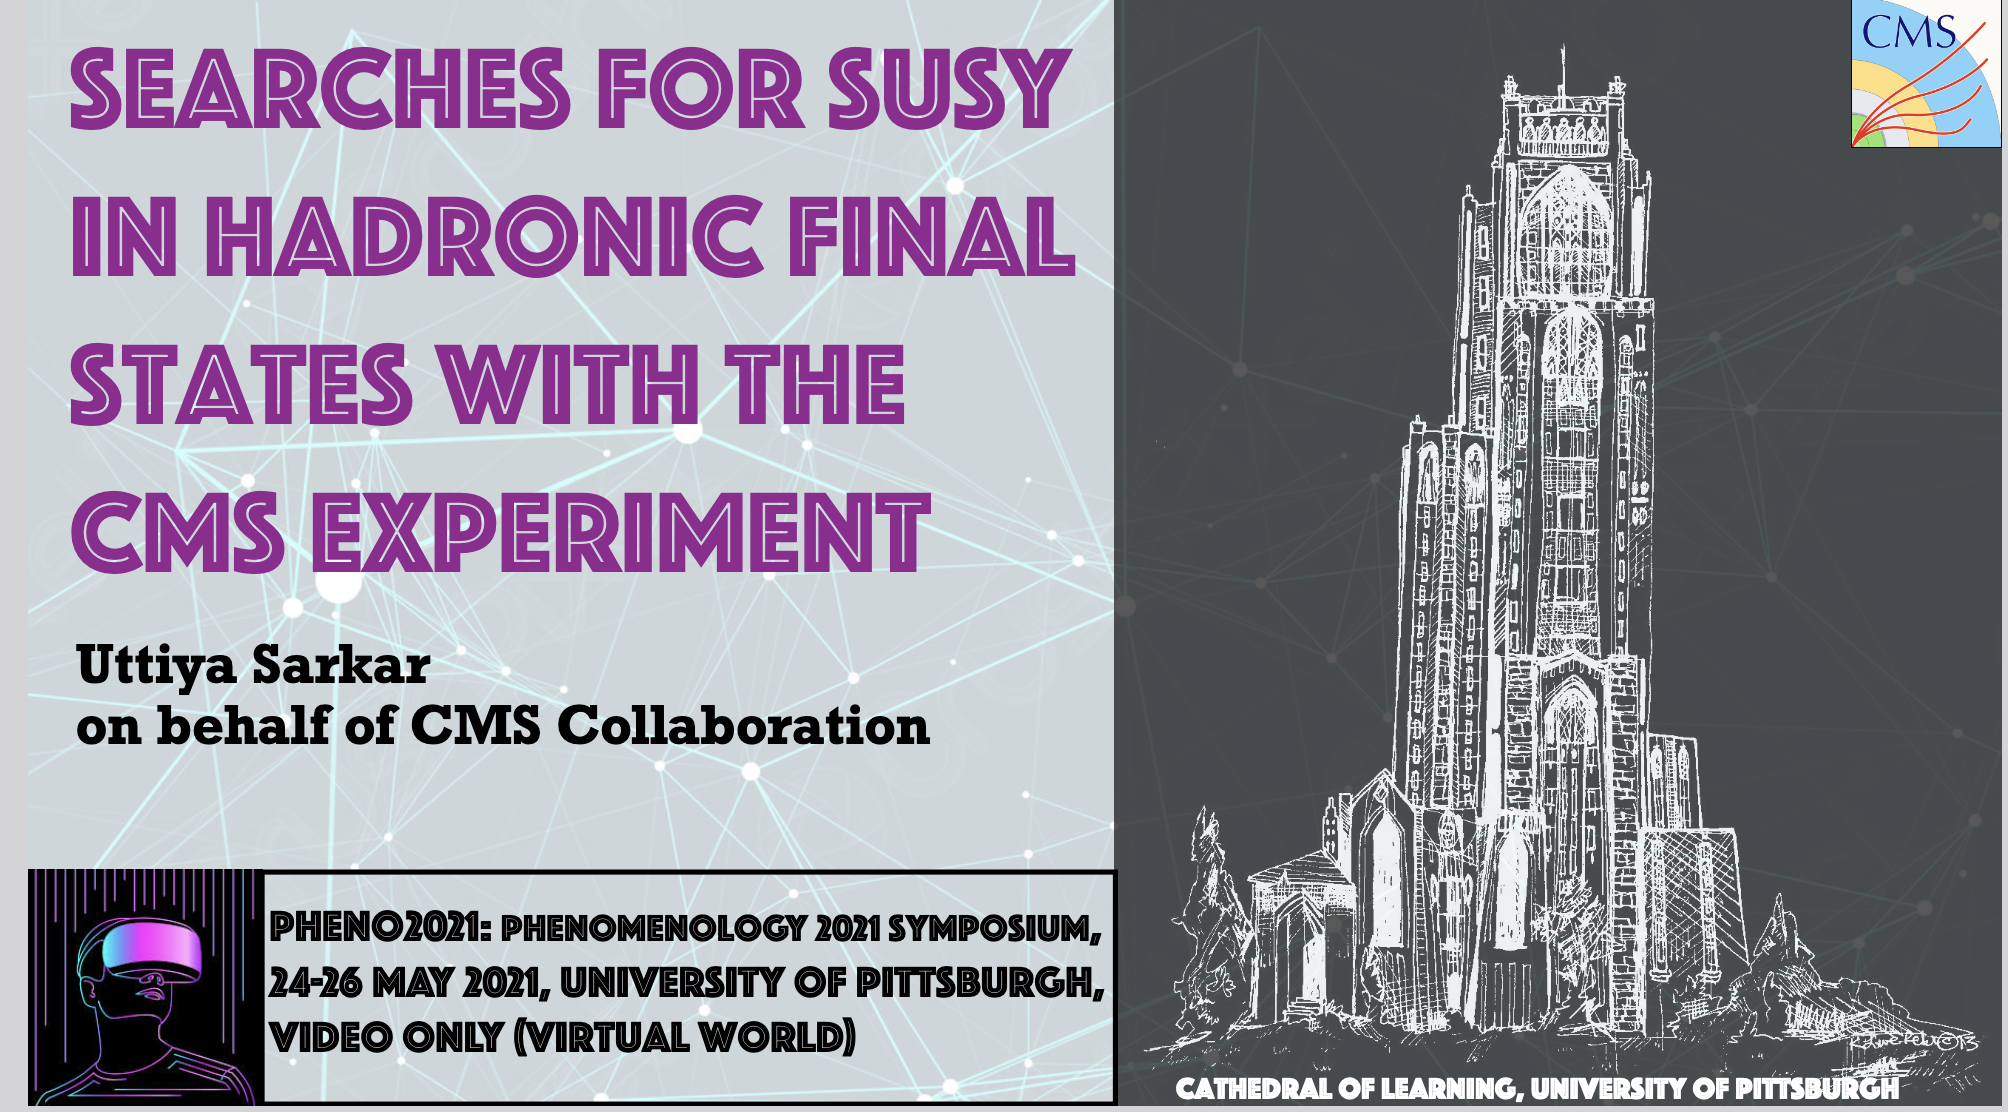 SEARCHES FOR SUSY
IN HADRONIC FINAL
STATES WITH THE
CMS EXPERIMENT
Uttiya Sarkar
on behalf of CMS Collaboration
PHENO2021: PHENOMENOLOGY 2021 SYMPOSIUM,
24-26 MAY 2021, UNIVERSITY OF PITTSBURGH,
VIDEO ONLY (VIRTUAL WORLD)
CMS
CATHEDRAL OF LEARNING, UNIVERSITY OF PITTSBURGH